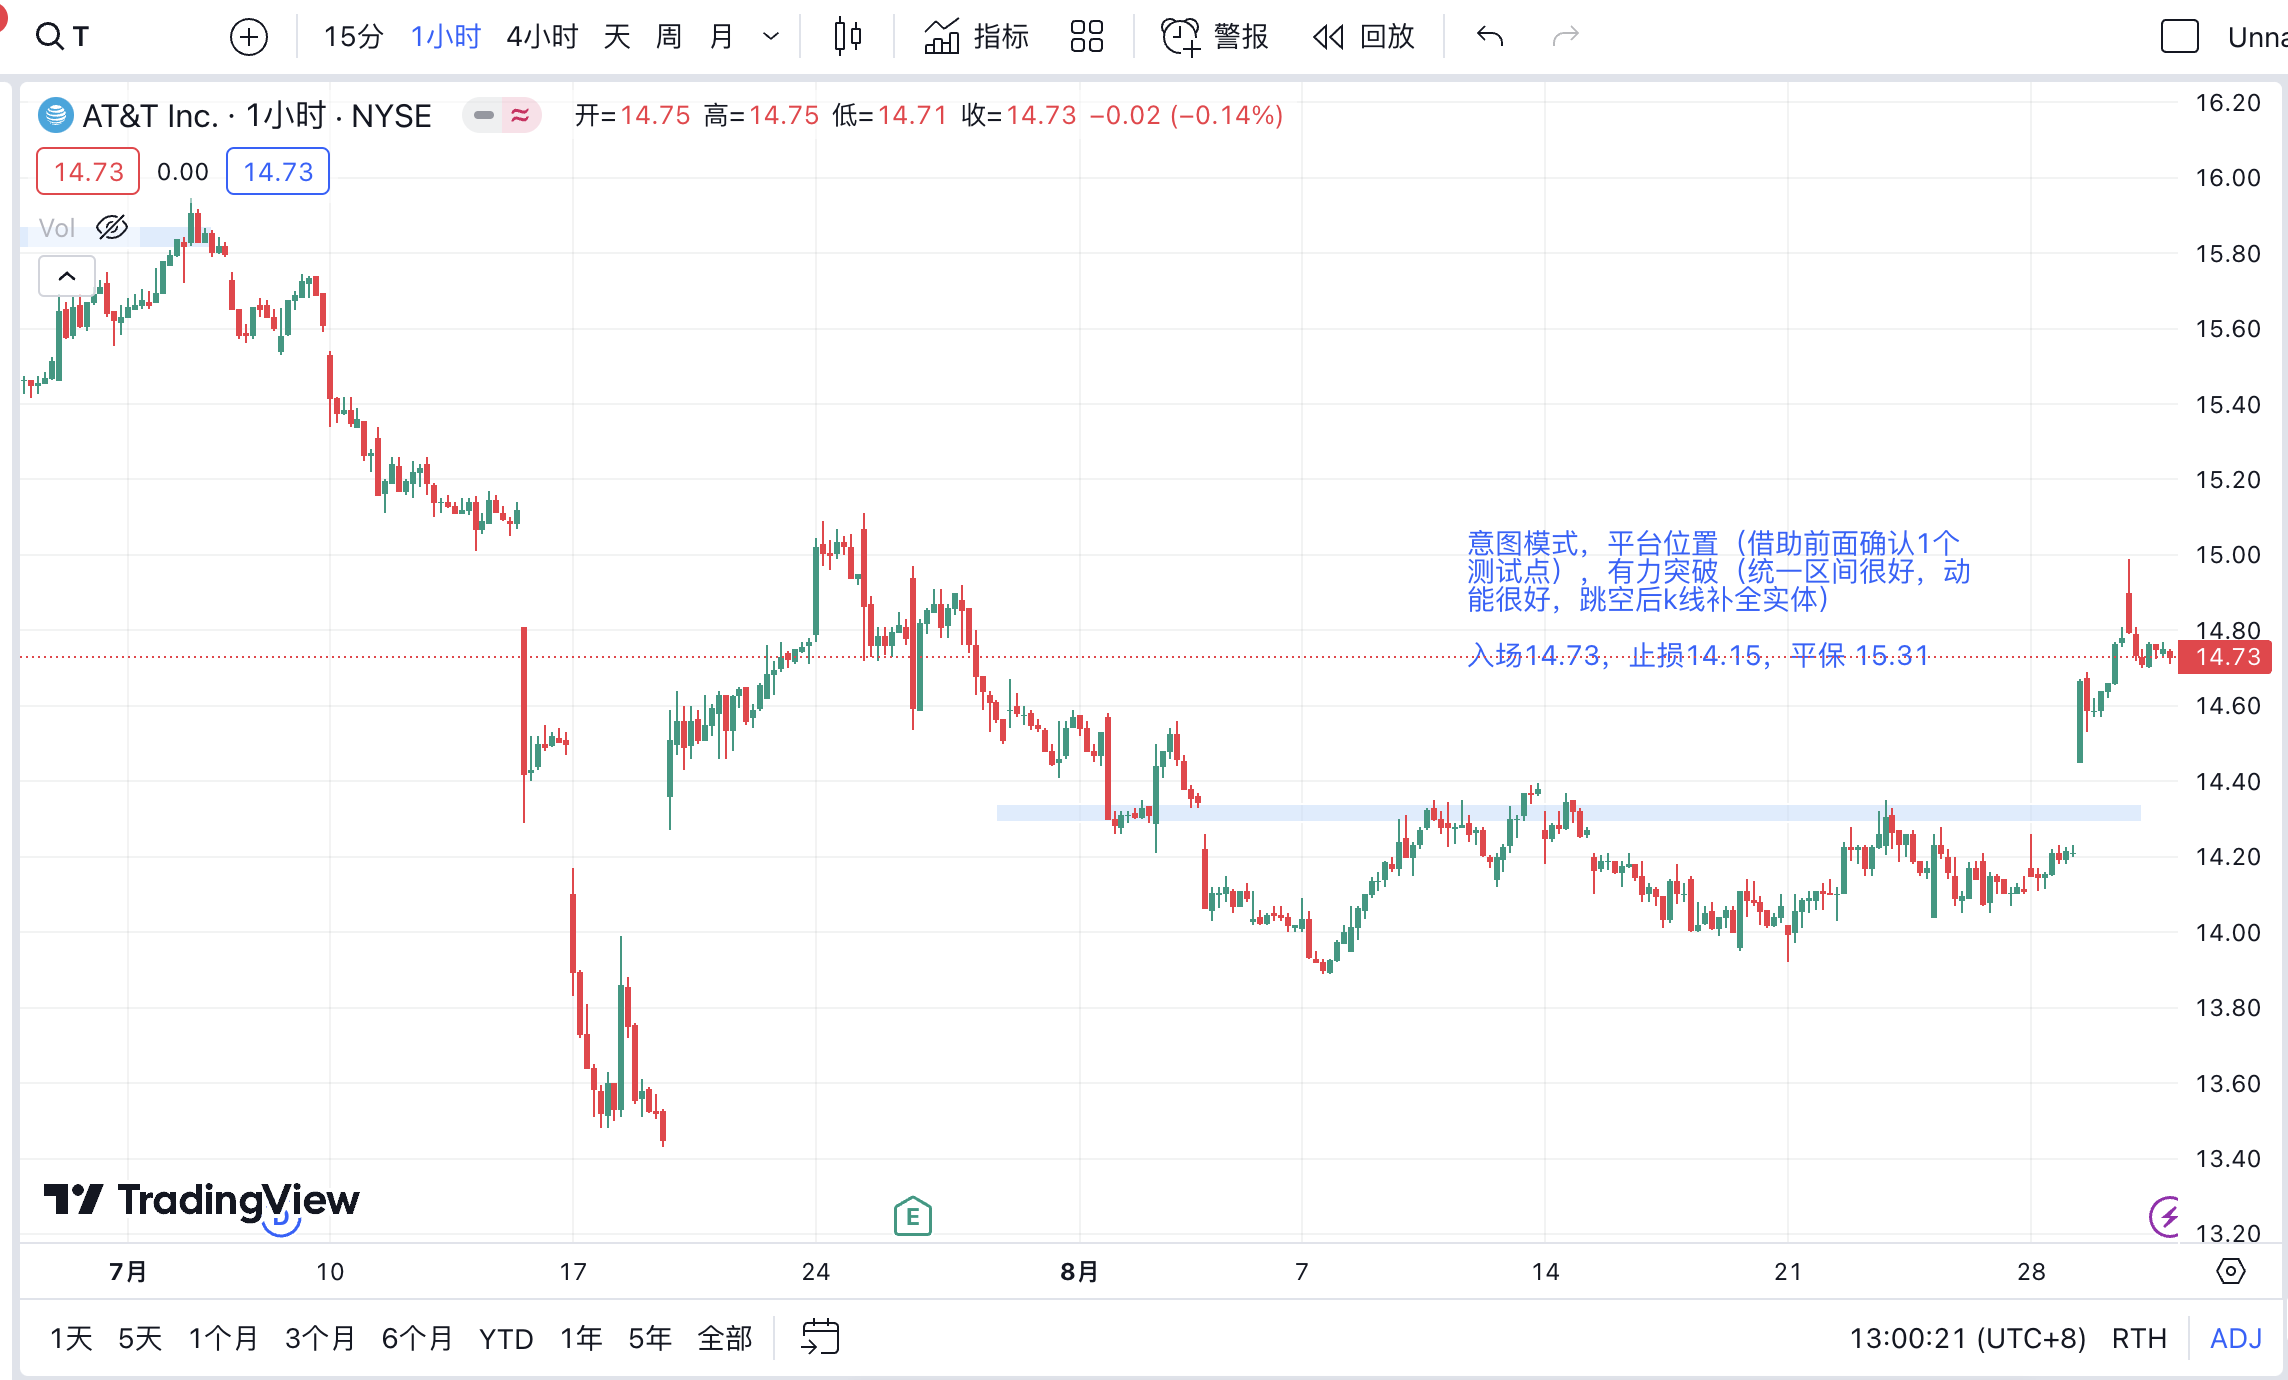 T
15分 1小时 4小时 天 周 月 指标 警报 回放
AT&T Inc. · 1小时 · NYSE 开=14.75 高=14.75 低=14.71 收=14.73 −0.02 (−0.14%)
14.73 0.00 14.73
Vol
16.20
16.00
15.80
15.60
15.40
15.20
15.00
14.80
14.73
14.60
14.40
14.20
14.00
13.80
13.60
13.40
13.20
意图模式，平台位置（借助前面确认1个
测试点），有力突破（统一区间很好，动
能很好，跳空后k线补全实体）
入场14.73，止损14.15，平保 15.31
TradingView
D
E
7月 10 17 24 8月 7 14 21 28
1天 5天 1个月 3个月 6个月 YTD 1年 5年 全部 13:00:21 (UTC+8) RTH ADJ